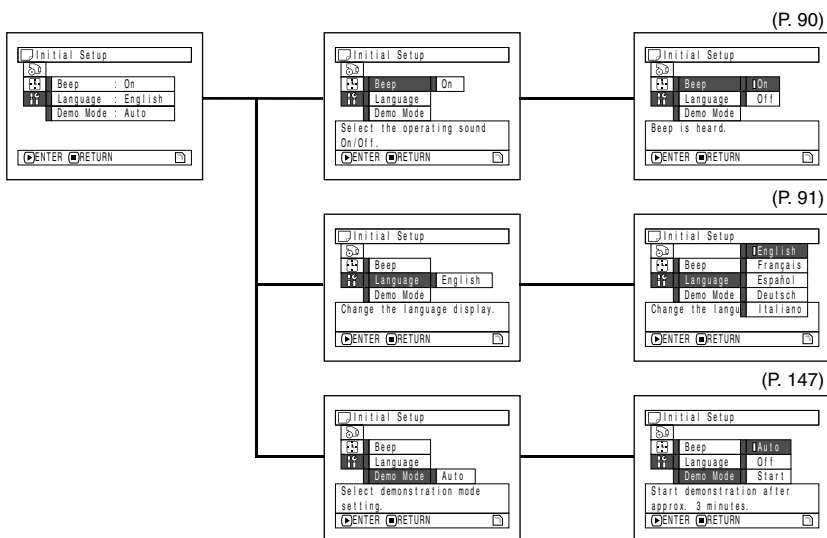 (P. 90)
Initial Setup
Beep : On
Language : English
Demo Mode : Auto
ENTER RETURN
Initial Setup
Beep On
Language
Demo Mode
Select the operating sound
On/Off.
ENTER RETURN
Initial Setup
Beep On
Language Off
Demo Mode
Beep is heard.
ENTER RETURN
(P. 91)
Initial Setup
Beep
Language English
Demo Mode
Change the language display.
ENTER RETURN
Initial Setup
English
Beep Français
Language Español
Demo Mode Deutsch
Change the langu Italiano
ENTER RETURN
(P. 147)
Initial Setup
Beep
Language
Demo Mode Auto
Select demonstration mode
setting.
ENTER RETURN
Initial Setup
Beep Auto
Language Off
Demo Mode Start
Start demonstration after
approx. 3 minutes.
ENTER RETURN